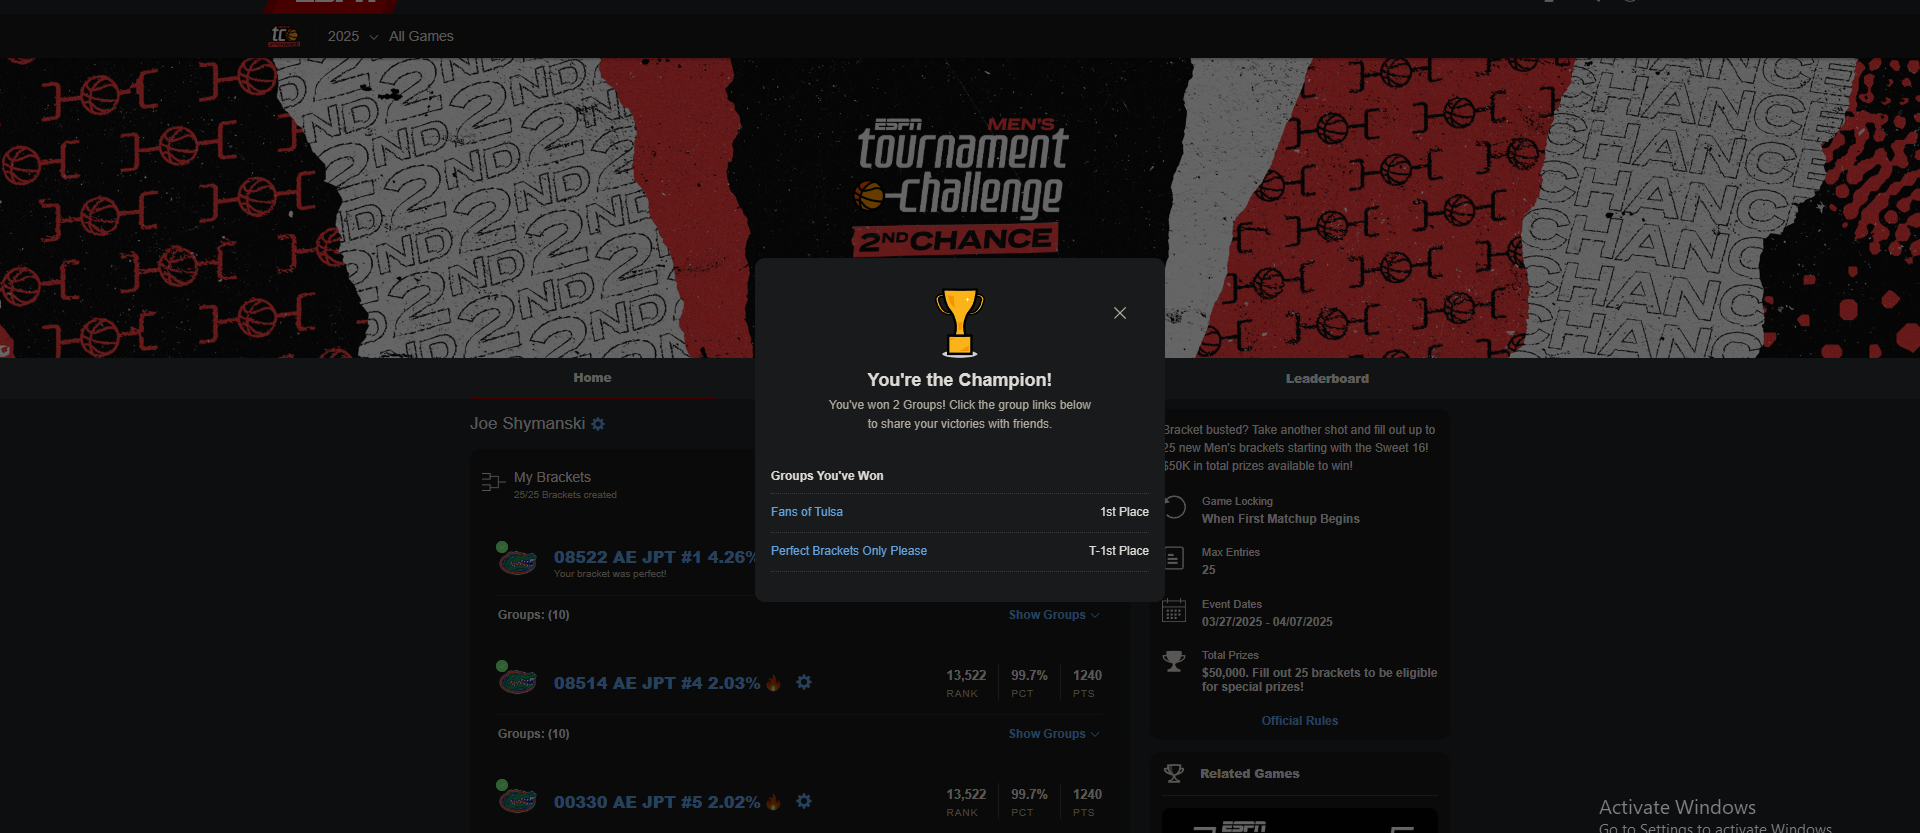 ESPN
tc
2025 All Games
2ND
CHANCE
ESPN MEN'S
tournament
challenge
2ND CHANCE
You're the Champion!
You've won 2 Groups! Click the group links below
to share your victories with friends.
Groups You've Won
Fans of Tulsa 1st Place
Perfect Brackets Only Please T-1st Place
Home
Leaderboard
Joe Shymanski
My Brackets
25/25 Brackets created
08522 AE JPT #1 4.26%
Your bracket was perfect!
Groups: (10) Show Groups
08514 AE JPT #4 2.03% 🔥 13,522 99.7% 1240
RANK PCT PTS
Groups: (10) Show Groups
00330 AE JPT #5 2.02% 🔥 13,522 99.7% 1240
RANK PCT PTS
Bracket busted? Take another shot and fill out up to
25 new Men's brackets starting with the Sweet 16!
$50K in total prizes available to win!
Game Locking
When First Matchup Begins
Max Entries
25
Event Dates
03/27/2025 - 04/07/2025
Total Prizes
$50,000. Fill out 25 brackets to be eligible
for special prizes!
Official Rules
Related Games
ESPN
Activate Windows
Go to Settings to activate Windows.